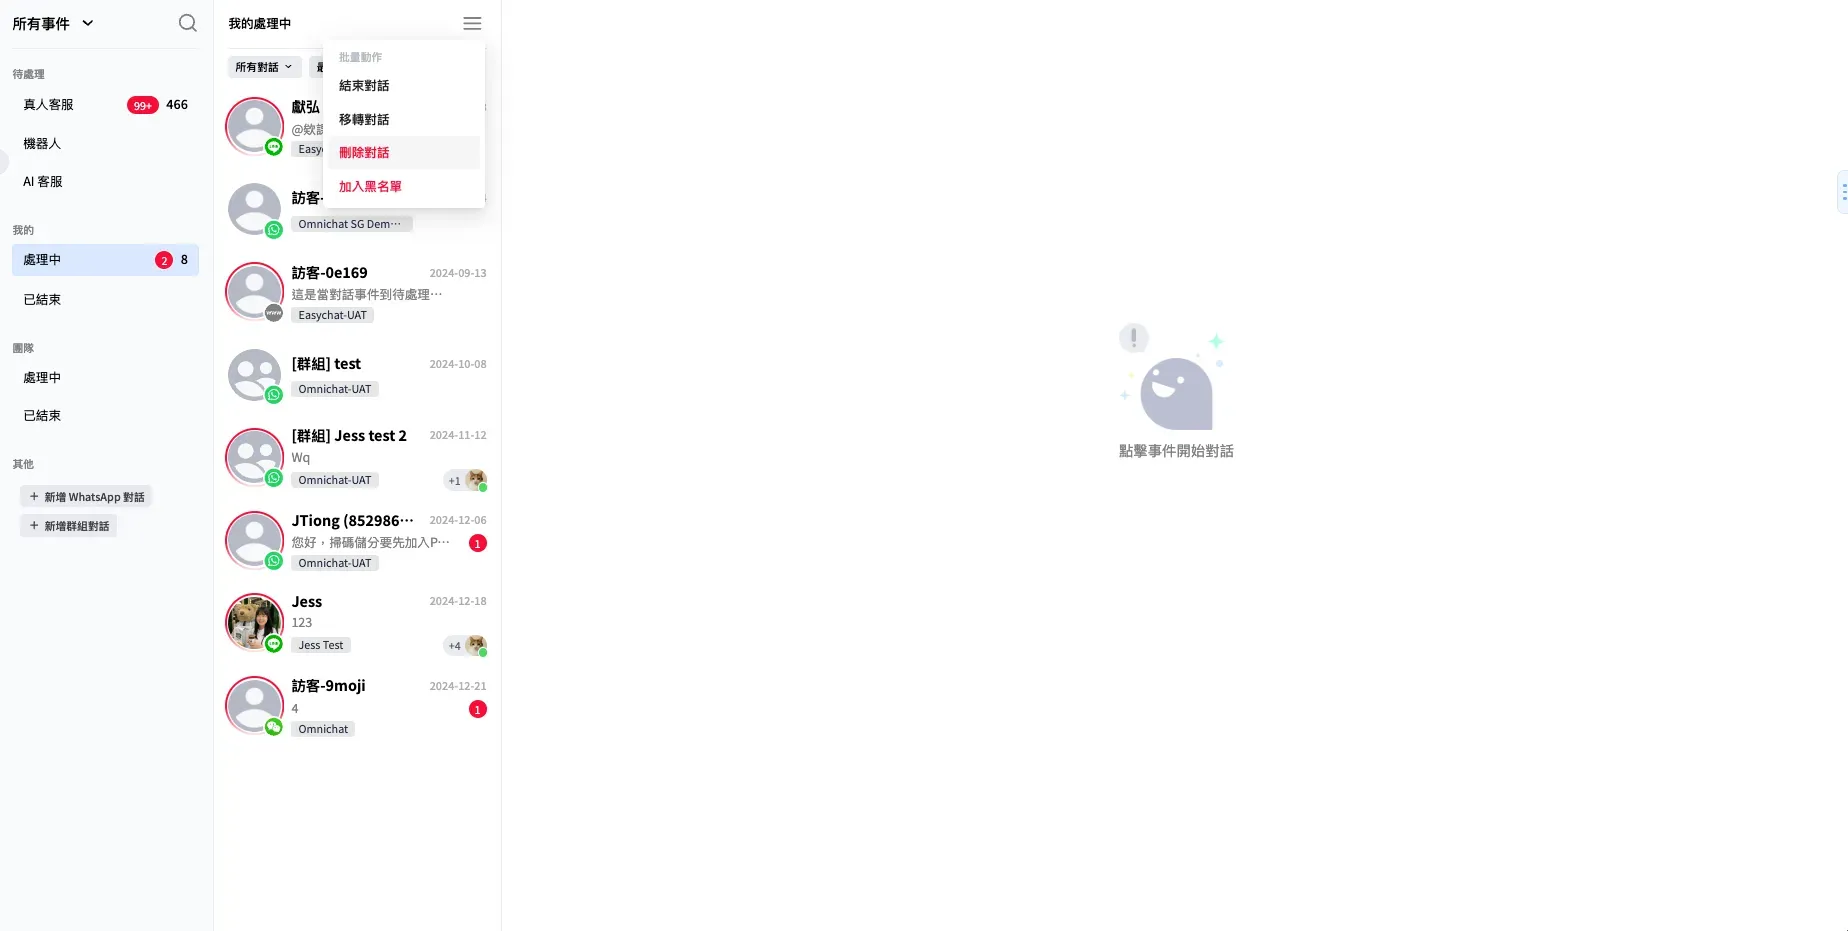 所有事件
待處理
真人客服 99+ 466
機器人
AI 客服
我的
處理中 2 8
已結束
團隊
處理中
已結束
其他
+ 新增 WhatsApp 對話
+ 新增群組對話
我的處理中
所有對話
批量動作
結束對話
移轉對話
刪除對話
加入黑名單
獻弘
@欸
Easy
訪客-
Omnichat SG Dem···
訪客-0e169 2024-09-13
這是當對話事件到待處理···
www
Easychat-UAT
[群組] test 2024-10-08
Omnichat-UAT
[群組] Jess test 2 2024-11-12
Wq
Omnichat-UAT +1
JTiong (852986··· 2024-12-06
您好，掃碼儲分要先加入P··· 1
Omnichat-UAT
Jess 2024-12-18
123
Jess Test +4
訪客-9moji 2024-12-21
4 1
Omnichat
點擊事件開始對話